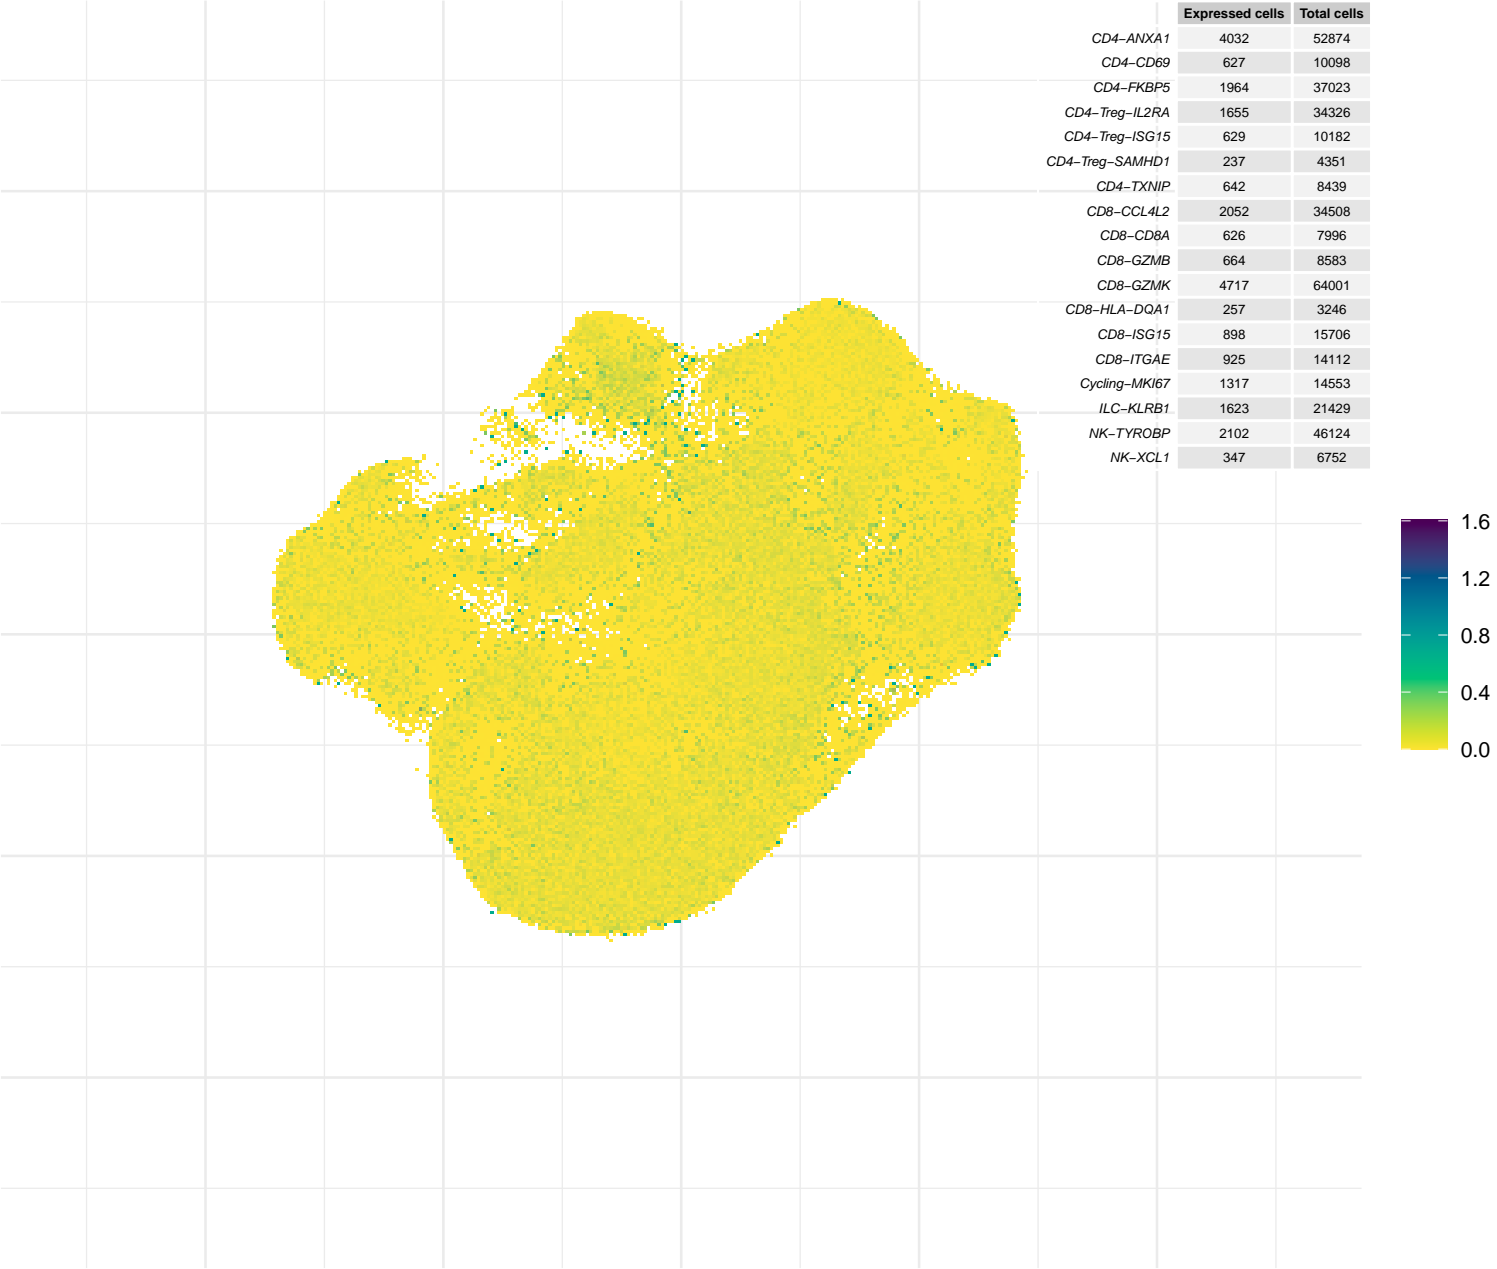 Expressed cells Total cells
CD4−ANXA1 4032 52874
CD4−CD69 627 10098
CD4−FKBP5 1964 37023
CD4−Treg−IL2RA 1655 34326
CD4−Treg−ISG15 629 10182
CD4−Treg−SAMHD1 237 4351
CD4−TXNIP 642 8439
CD8−CCL4L2 2052 34508
CD8−CD8A 626 7996
CD8−GZMB 664 8583
CD8−GZMK 4717 64001
CD8−HLA−DQA1 257 3246
CD8−ISG15 898 15706
CD8−ITGAE 925 14112
Cycling−MKI67 1317 14553
ILC−KLRB1 1623 21429
NK−TYROBP 2102 46124
NK−XCL1 347 6752
1.6
1.2
0.8
0.4
0.0